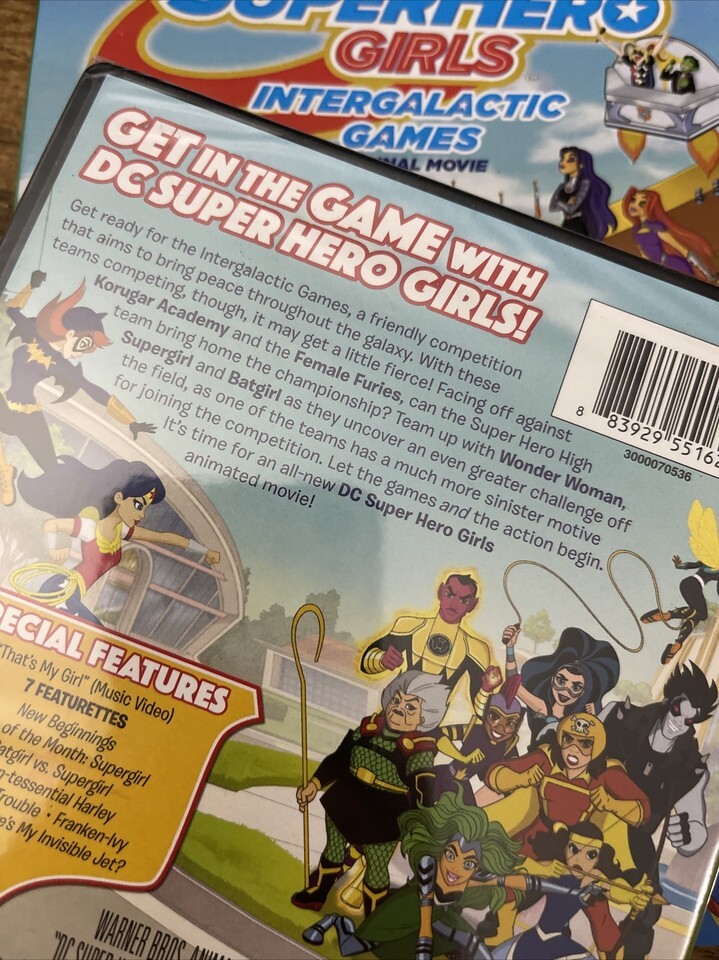 SUPERHERO
GIRLS
INTERGALACTIC
GAMES
MOVIE
GET IN THE GAME WITH
DC SUPER HERO GIRLS!
Get ready for the Intergalactic Games, a friendly competition
that aims to bring peace throughout the galaxy. With these
teams competing, though, it may get a little fierce! Facing off against
Korugar Academy and the Female Furies, can the Super Hero High
team bring home the championship? Team up with Wonder Woman,
Supergirl and Batgirl as they uncover an even greater challenge off
the field, as one of the teams has a much more sinister motive
for joining the competition. Let the games and the action begin.
It's time for an all-new DC Super Hero Girls
animated movie!
8 83929 5516
3000070536
SPECIAL FEATURES
"That's My Girl" (Music Video)
7 FEATURETTES
New Beginnings
of the Month: Supergirl
Batgirl vs. Supergirl
Harley
Trouble • Franken-Ivy
My Invisible Jet?
WARNER BROS.
"DC SUPER